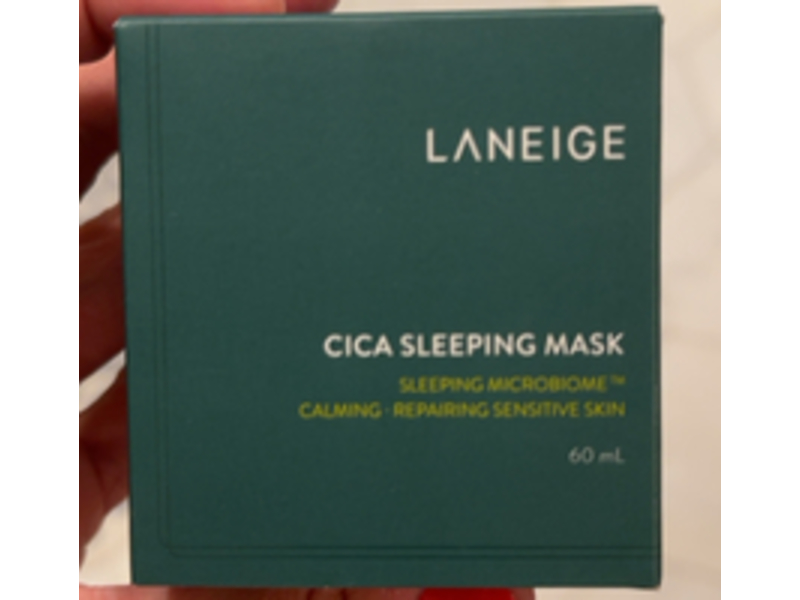 LANEIGE
CICA SLEEPING MASK
SLEEPING MICROBIOME™
CALMING · REPAIRING SENSITIVE SKIN
60 mL